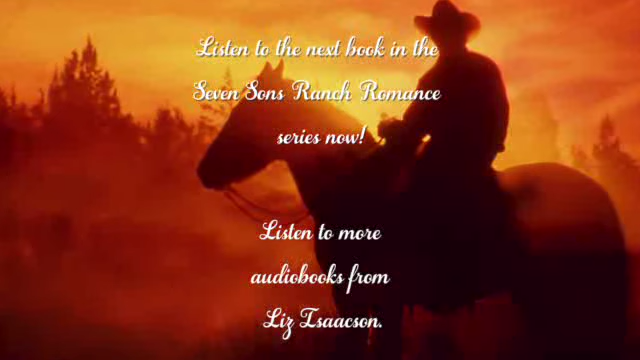 Listen to the next book in the
Seven Sons Ranch Romance
series now!
Listen to more
audiobooks from
Liz Isaacson.